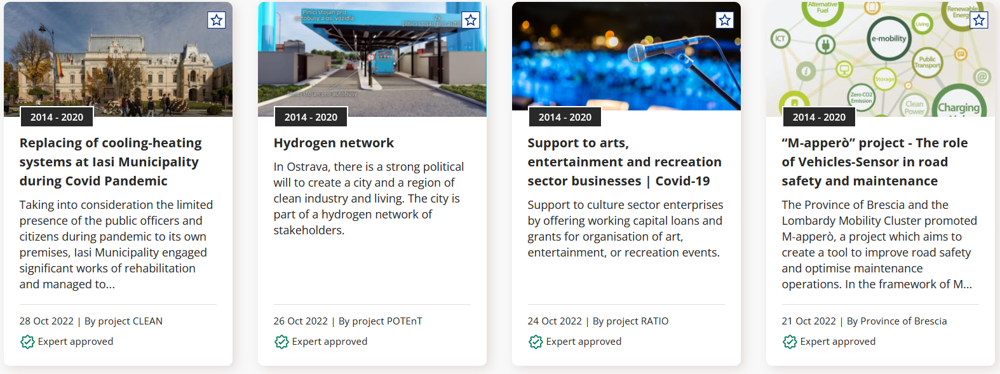 2014 - 2020
Replacing of cooling-heating
systems at Iasi Municipality
during Covid Pandemic
Taking into consideration the limited
presence of the public officers and
citizens during pandemic to its own
premises, Iasi Municipality engaged
significant works of rehabilitation
and managed to...
28 Oct 2022 | By project CLEAN
Expert approved
Plnicí stojan pro
autobusy a os. vozidla
2x
plnicí stojan pro auto
Plnicí stojan pro autobusy
2014 - 2020
Hydrogen network
In Ostrava, there is a strong political
will to create a city and a region of
clean industry and living. The city is
part of a hydrogen network of
stakeholders.
26 Oct 2022 | By project POTEnT
Expert approved
2014 - 2020
Support to arts,
entertainment and recreation
sector businesses | Covid-19
Support to culture sector enterprises
by offering working capital loans and
grants for organisation of art,
entertainment, or recreation events.
24 Oct 2022 | By project RATIO
Expert approved
Alternative
Fuel
Renewable
Energy
Living
ICT
e-mobility
Public
Transport
i
Storage
@
Zero CO2
Emission
Clean
Power
Charging
2014 - 2020
“M-apperò” project - The role
of Vehicles-Sensor in road
safety and maintenance
The Province of Brescia and the
Lombardy Mobility Cluster promoted
M-apperò, a project which aims to
create a tool to improve road safety
and optimise maintenance
operations. In the framework of M...
21 Oct 2022 | By Province of Brescia
Expert approved